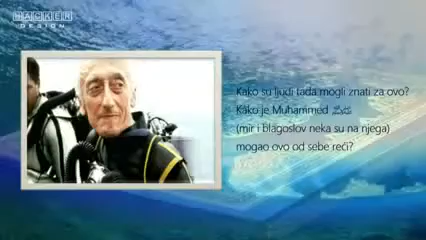 HACKER
DESIGN
Kako su ljudi tada mogli znati za ovo?
Kako je Muhammed ﷺ
(mir i blagoslov neka su na njega)
mogao ovo od sebe reći?